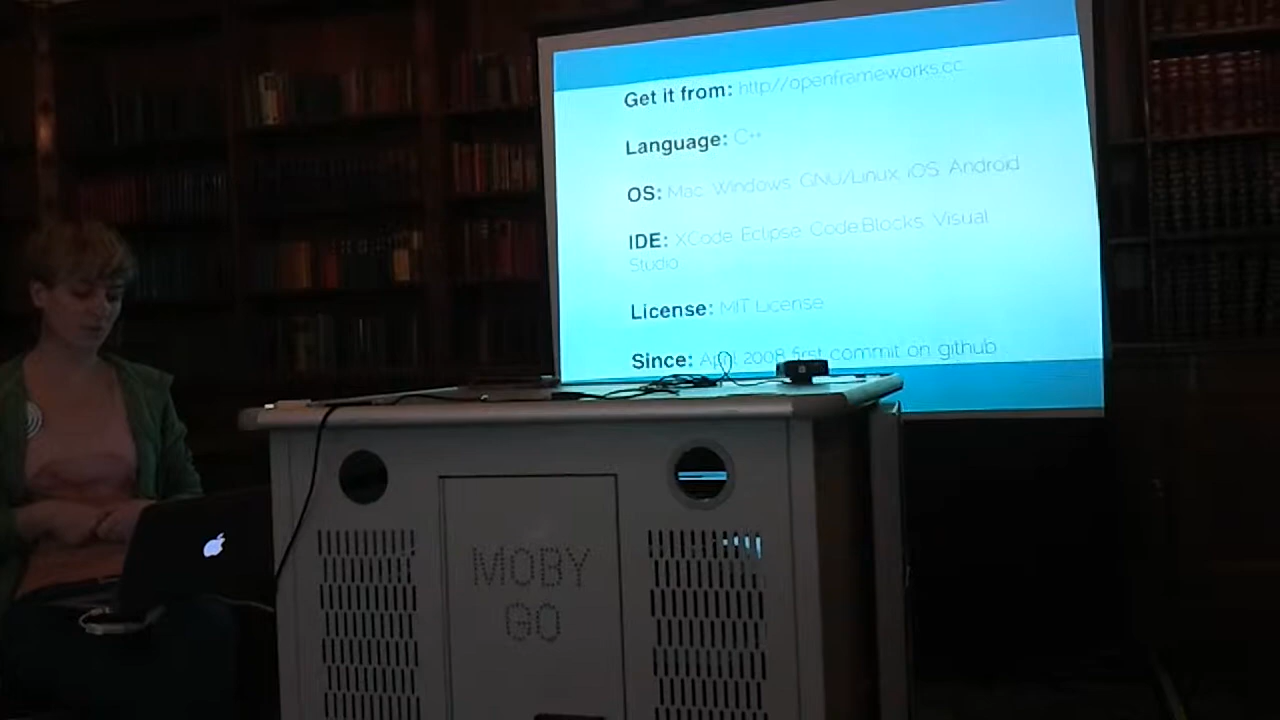 Get it from: http//openframeworks.cc
Language: C++
OS: Mac Windows GNU/Linux, iOS Android
IDE: XCode Eclipse Code:Blocks Visual
Studio
License: MIT License
Since: April 2008 first commit on github
MOBY
GO